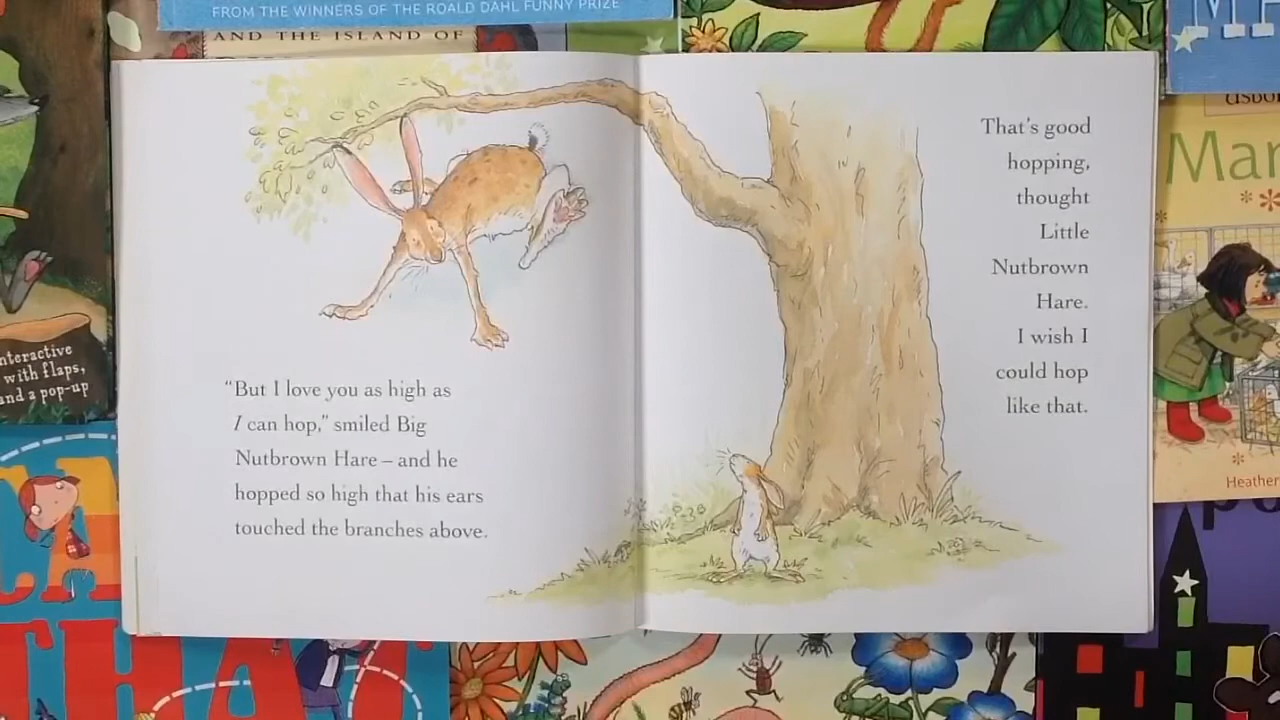 FROM THE WINNERS OF THE ROALD DAHL FUNNY PRIZE
AND THE ISLAND OF
"But I love you as high as
I can hop," smiled Big
Nutbrown Hare – and he
hopped so high that his ears
touched the branches above.
That's good
hopping,
thought
Little
Nutbrown
Hare.
I wish I
could hop
like that.
with flaps,
and a pop-up
THAT
Heather